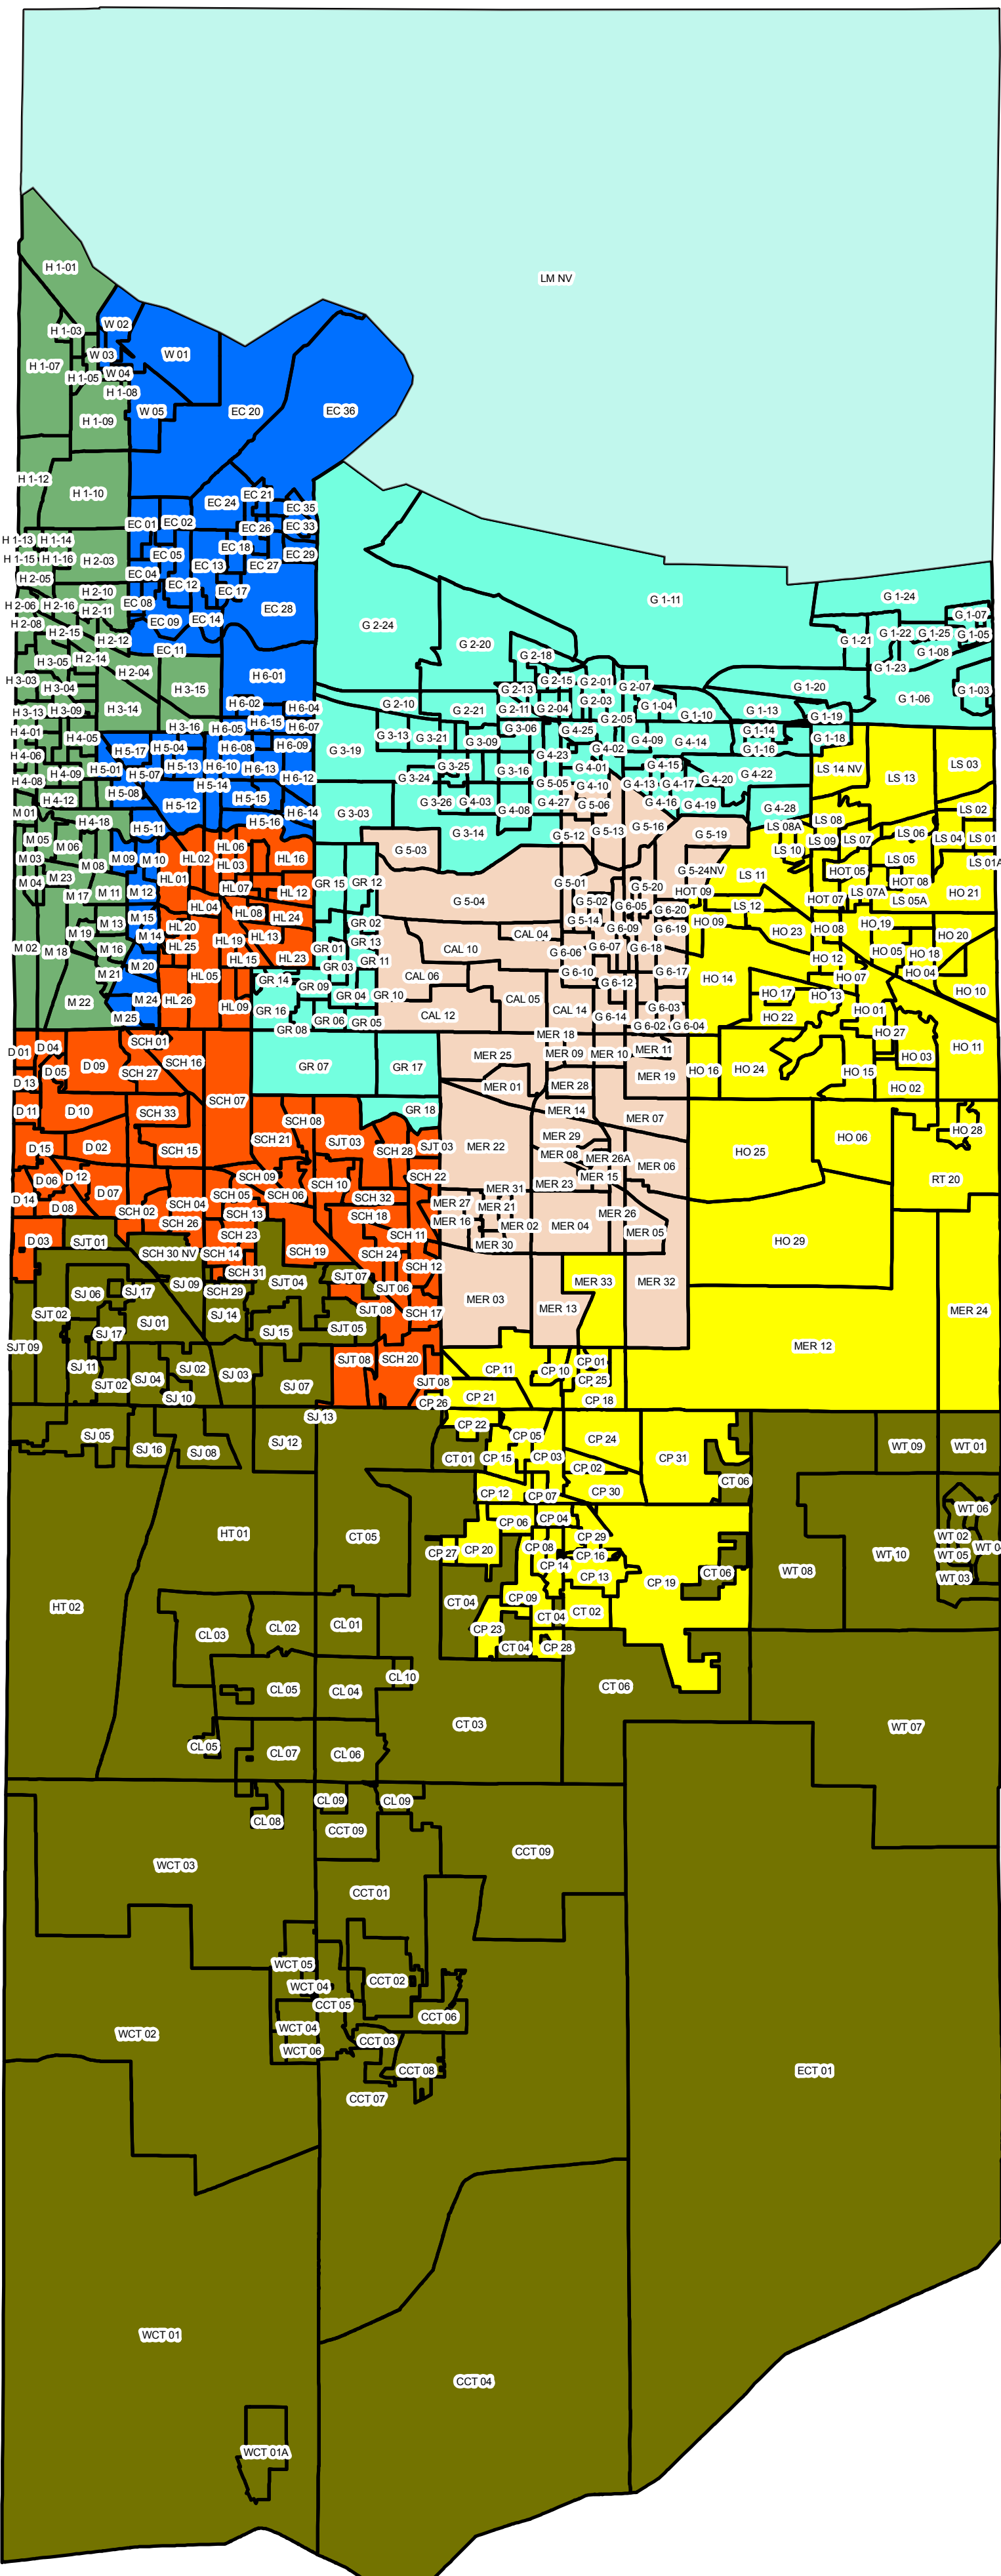 LM NV
H 1-01
W 02
H 1-03
W 01
W 03
H 1-07
W 04
H 1-05
H 1-08
W 05
EC 20
EC 36
H 1-09
H 1-12
H 1-10
EC 21
EC 24
EC 35
EC 01
EC 02
EC 26
EC 33
H 1-13
H 1-14
EC 18
H 1-15
H 1-16
H 2-03
EC 05
EC 29
EC 13
EC 27
H 2-05
EC 04
EC 12
EC 17
H 2-10
H 2-06
H 2-16
H 2-11
EC 08
EC 28
EC 09
EC 14
H 2-08
H 2-15
H 2-12
EC 11
G 1-11
G 1-24
G 1-07
G 2-24
G 1-21
G 1-22
G 1-25
G 1-05
G 2-20
G 2-18
G 1-08
G 1-23
H 3-05
H 2-14
H 2-04
H 6-01
H 3-03
H 3-04
H 3-15
G 2-15
G 2-01
G 2-07
G 2-13
G 1-20
G 1-03
G 1-06
H 6-02
H 6-04
G 2-10
G 2-21
G 2-11
G 2-04
G 2-03
G 1-04
G 1-10
G 1-13
G 1-19
H 3-13
H 3-09
H 3-14
G 2-05
H 3-16
H 6-05
H 6-15
H 6-07
H 4-01
H 4-05
G 3-13
G 3-21
G 3-06
G 4-25
G 1-14
G 1-18
H 4-06
H 5-17
H 5-04
H 6-08
H 6-09
G 3-19
G 3-09
G 4-02
G 4-09
G 4-14
G 1-16
G 4-23
H 4-08
H 4-09
H 5-01
H 5-07
H 5-13
H 6-10
H 6-13
H 6-12
G 3-24
G 3-25
G 3-16
G 4-01
G 4-15
G 4-20
G 4-22
LS 14 NV
LS 13
LS 03
H 5-14
G 5-05
G 4-10
G 4-13
G 4-17
H 4-12
H 5-08
H 5-12
H 5-15
G 3-26
G 4-03
G 4-08
G 4-27
G 5-06
G 4-16
G 4-19
G 4-28
LS 02
M 01
H 4-18
H 5-11
H 5-16
H 6-14
G 3-03
G 3-14
G 5-12
G 5-13
G 5-16
G 5-19
LS 08A
LS 08
LS 09
LS 07
LS 06
LS 04
LS 01
M 05
M 06
HL 06
G 5-03
LS 10
LS 05
LS 01A
M 03
M 08
M 09
M 10
HL 02
HL 03
HL 16
M 04
M 23
HL 01
GR 15
GR 12
G 5-01
G 5-20
G 5-24NV
LS 11
HOT 05
HOT 08
M 17
M 11
M 12
HL 07
HL 12
G 5-04
G 5-02
HOT 09
LS 07A
HO 21
M 15
HL 04
HL 08
HL 24
G 6-05
G 6-20
LS 12
HOT 07
LS 05A
M 13
G 5-14
HO 09
M 19
M 14
HL 20
GR 02
CAL 04
G 6-09
G 6-19
HO 23
HO 08
HO 19
HO 20
M 02
M 18
M 16
HL 25
HL 19
HL 13
GR 01
GR 13
CAL 10
G 6-07
G 6-18
HO 05
HO 18
M 20
HL 15
HL 23
GR 11
G 6-06
HO 12
M 21
HL 05
GR 14
GR 03
CAL 06
G 6-10
G 6-17
HO 14
HO 07
HO 04
GR 09
GR 04
GR 10
CAL 05
G 6-12
HO 17
HO 13
HO 10
M 22
M 24
HL 26
HL 09
GR 16
CAL 12
CAL 14
G 6-14
G 6-03
HO 22
HO 01
M 25
GR 08
GR 06
GR 05
G 6-02
G 6-04
MER 18
HO 27
D 01
D 04
SCH 01
MER 25
MER 09
MER 10
MER 11
HO 03
HO 11
D 05
D 09
SCH 27
SCH 16
GR 07
GR 17
HO 16
HO 24
HO 15
D 13
MER 01
MER 28
MER 19
HO 02
D 11
D 10
SCH 33
SCH 07
GR 18
MER 14
MER 07
SCH 08
HO 28
D 15
D 02
SCH 15
SCH 21
SJT 03
SCH 28
SJT 03
MER 22
MER 29
HO 25
HO 06
MER 08
MER 26A
MER 06
D 06
D 12
SCH 09
SCH 10
SCH 22
MER 23
MER 15
RT 20
D 14
D 07
SCH 05
SCH 06
SCH 32
MER 31
D 08
SCH 02
SCH 04
SCH 13
SCH 18
MER 27
MER 21
MER 26
SCH 26
MER 16
MER 02
MER 04
D 03
SJT 01
SCH 23
SCH 11
MER 30
MER 05
HO 29
SCH 30 NV
SCH 14
SCH 19
SCH 24
SCH 31
SCH 12
SJ 09
SJT 04
SJT 07
SJT 06
MER 33
MER 32
SJ 06
SJ 17
SCH 29
MER 03
MER 13
MER 24
SJT 02
SJ 01
SJ 14
SJT 08
SCH 17
SJ 17
SJ 15
SJT 05
SJT 09
MER 12
SJ 11
SJ 02
SJ 03
SJT 08
SCH 20
CP 11
CP 10
CP 01
CP 25
SJT 02
SJ 04
SJ 07
SJT 08
SJ 10
CP 26
CP 21
CP 18
SJ 13
SJ 05
SJ 16
SJ 08
SJ 12
CP 22
CP 05
CP 24
WT 09
WT 01
CT 01
CP 15
CP 03
CP 02
CP 31
CT 06
CP 12
CP 07
CP 30
WT 06
HT 01
CT 05
CP 06
CP 04
CP 29
WT 02
CP 27
CP 20
CP 08
CP 16
WT 10
WT 05
CP 14
CP 13
CP 19
CT 06
WT 08
WT 03
HT 02
CT 04
CP 09
CT 02
CL 03
CL 02
CL 01
CP 23
CT 04
CT 04
CP 28
CL 10
CL 05
CL 04
CT 06
CT 03
WT 07
CL 05
CL 07
CL 06
CL 09
CL 09
CL 08
CCT 09
WCT 03
CCT 09
CCT 01
WCT 05
CCT 02
WCT 04
CCT 05
CCT 06
WCT 04
WCT 02
CCT 03
WCT 06
CCT 08
ECT 01
CCT 07
WCT 01
CCT 04
WCT 01A